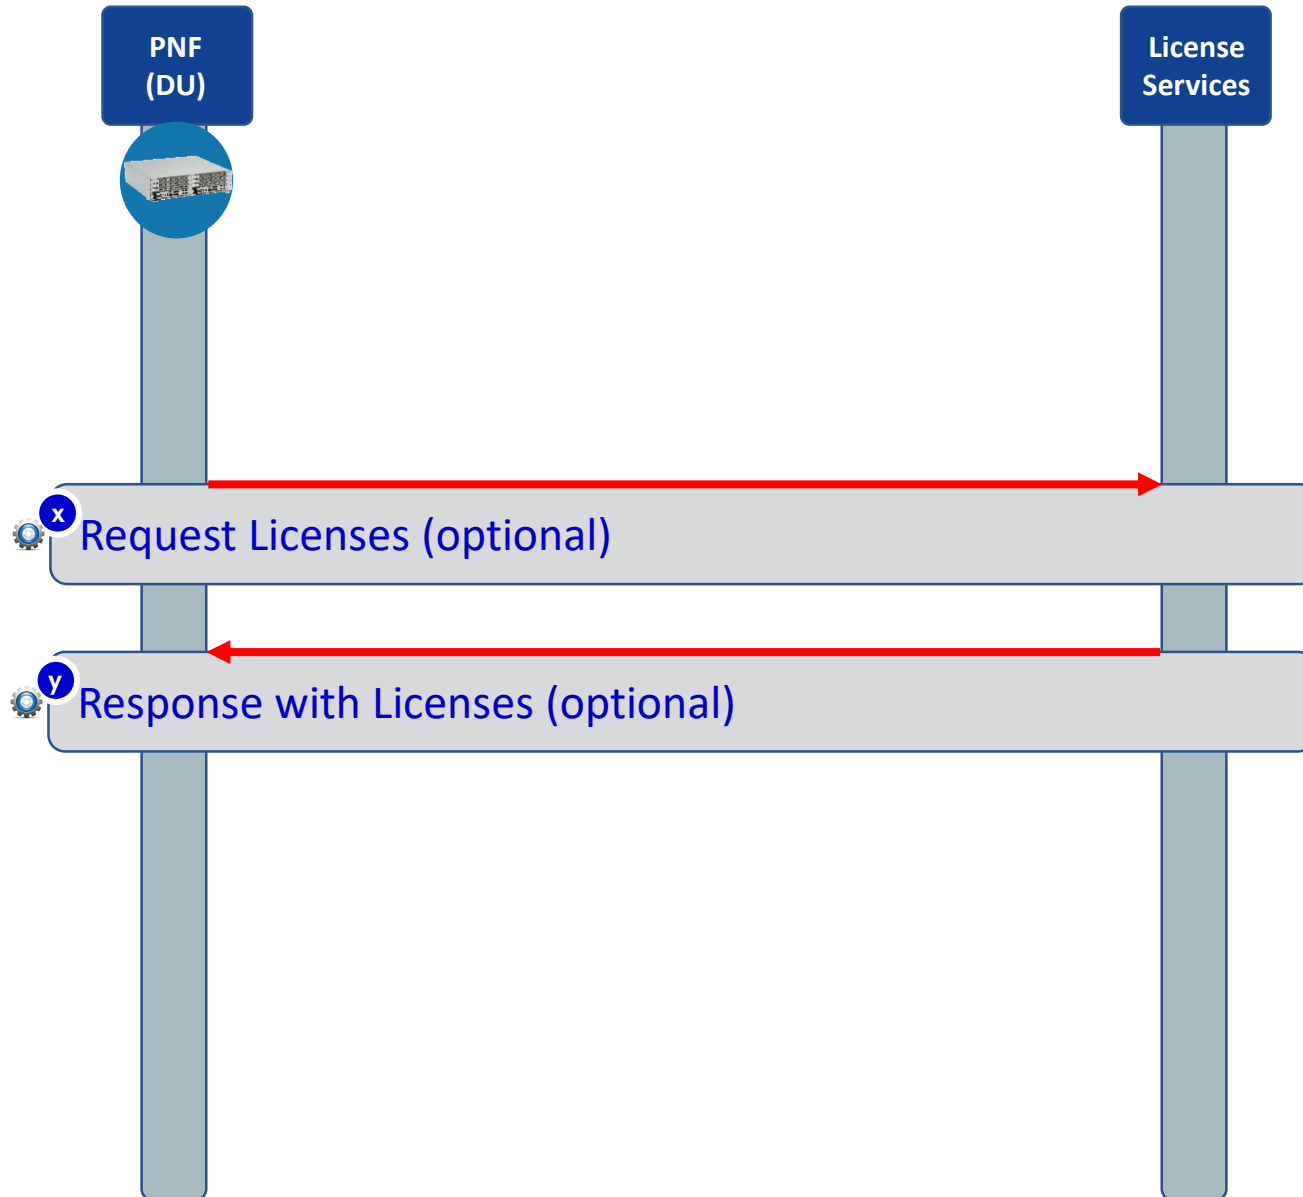 PNF
(DU)
License
Services
x
Request Licenses (optional)
y
Response with Licenses (optional)